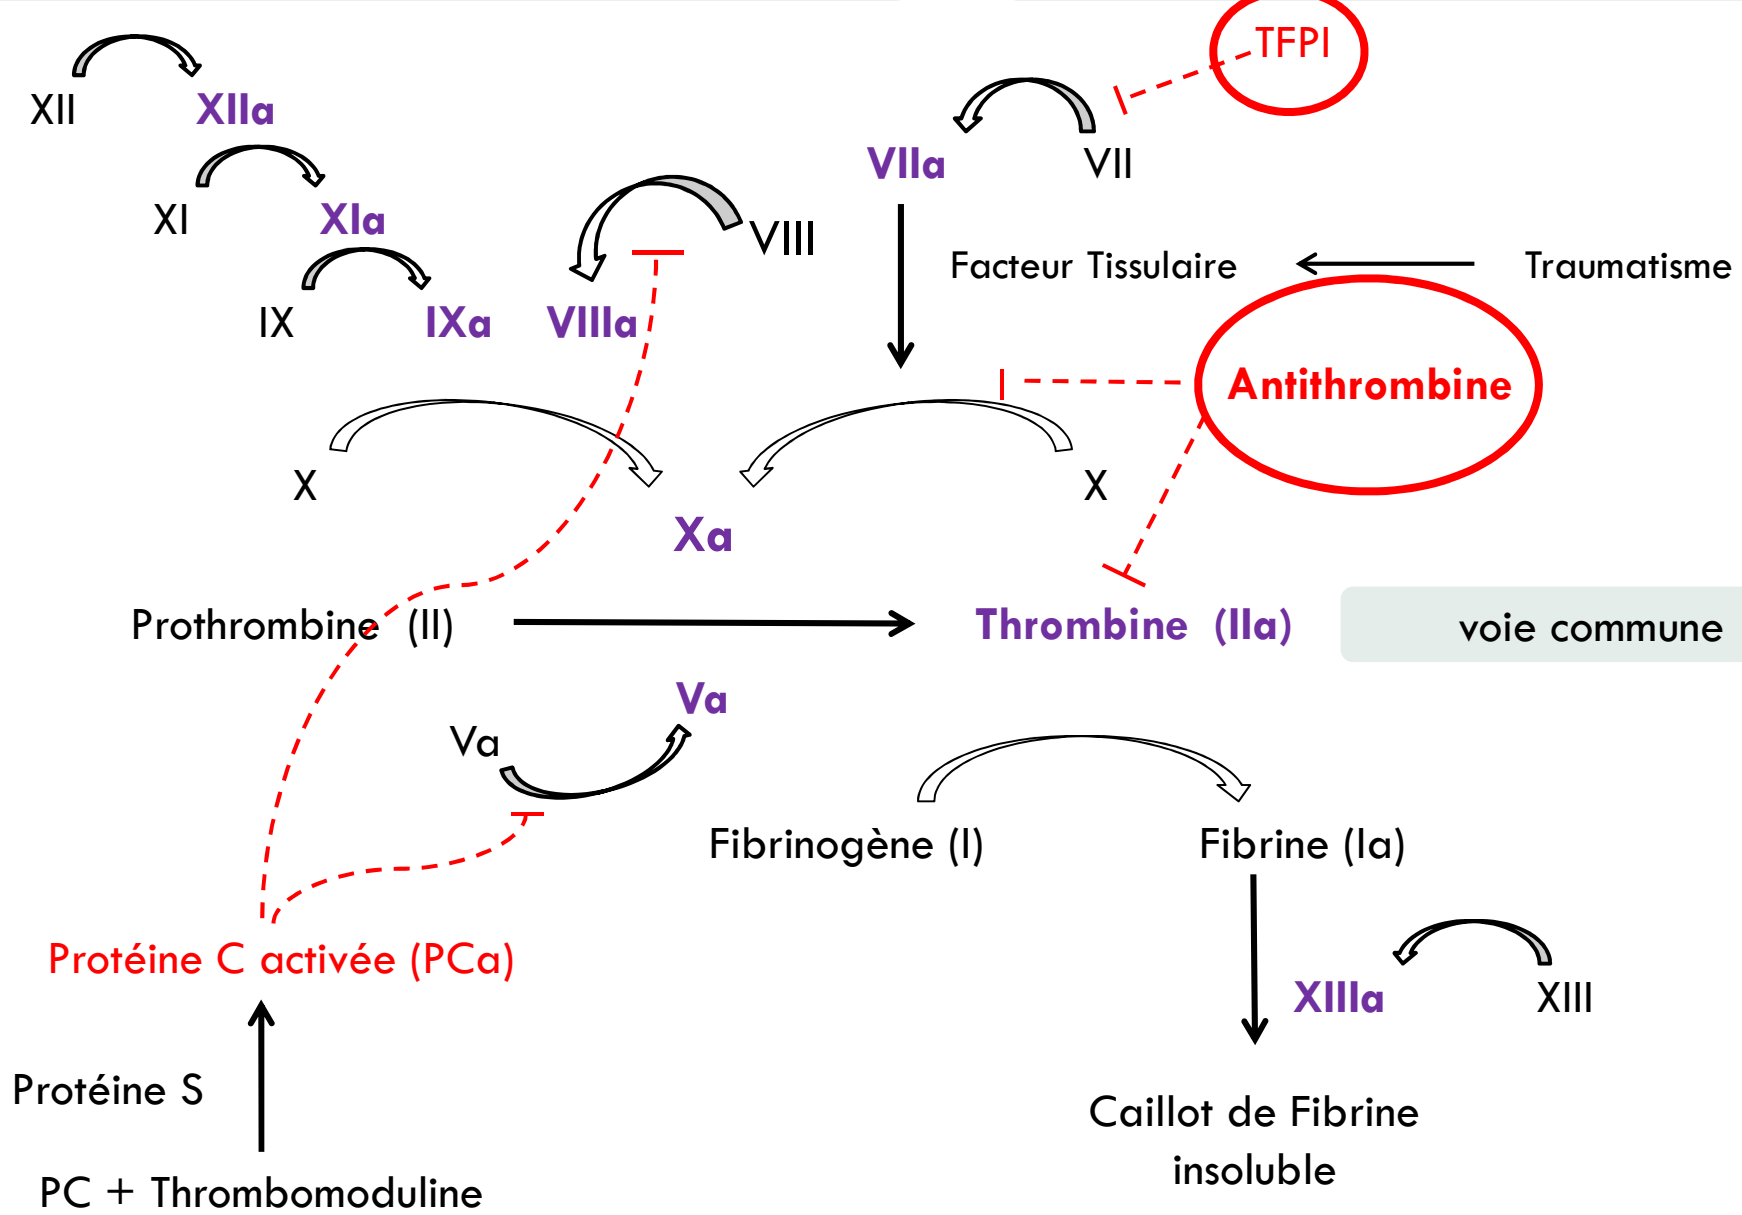 TFPI
XII
XIIa
VIIa
VII
XI
XIa
VIII
Facteur Tissulaire
Traumatisme
IX
IXa
VIIIa
Antithrombine
X
X
Xa
Prothrombine (II)
Thrombine (IIa)
voie commune
Va
Va
Fibrinogène (I)
Fibrine (Ia)
Protéine C activée (PCa)
XIIIa
XIII
Protéine S
Caillot de Fibrine
insoluble
PC + Thrombomoduline